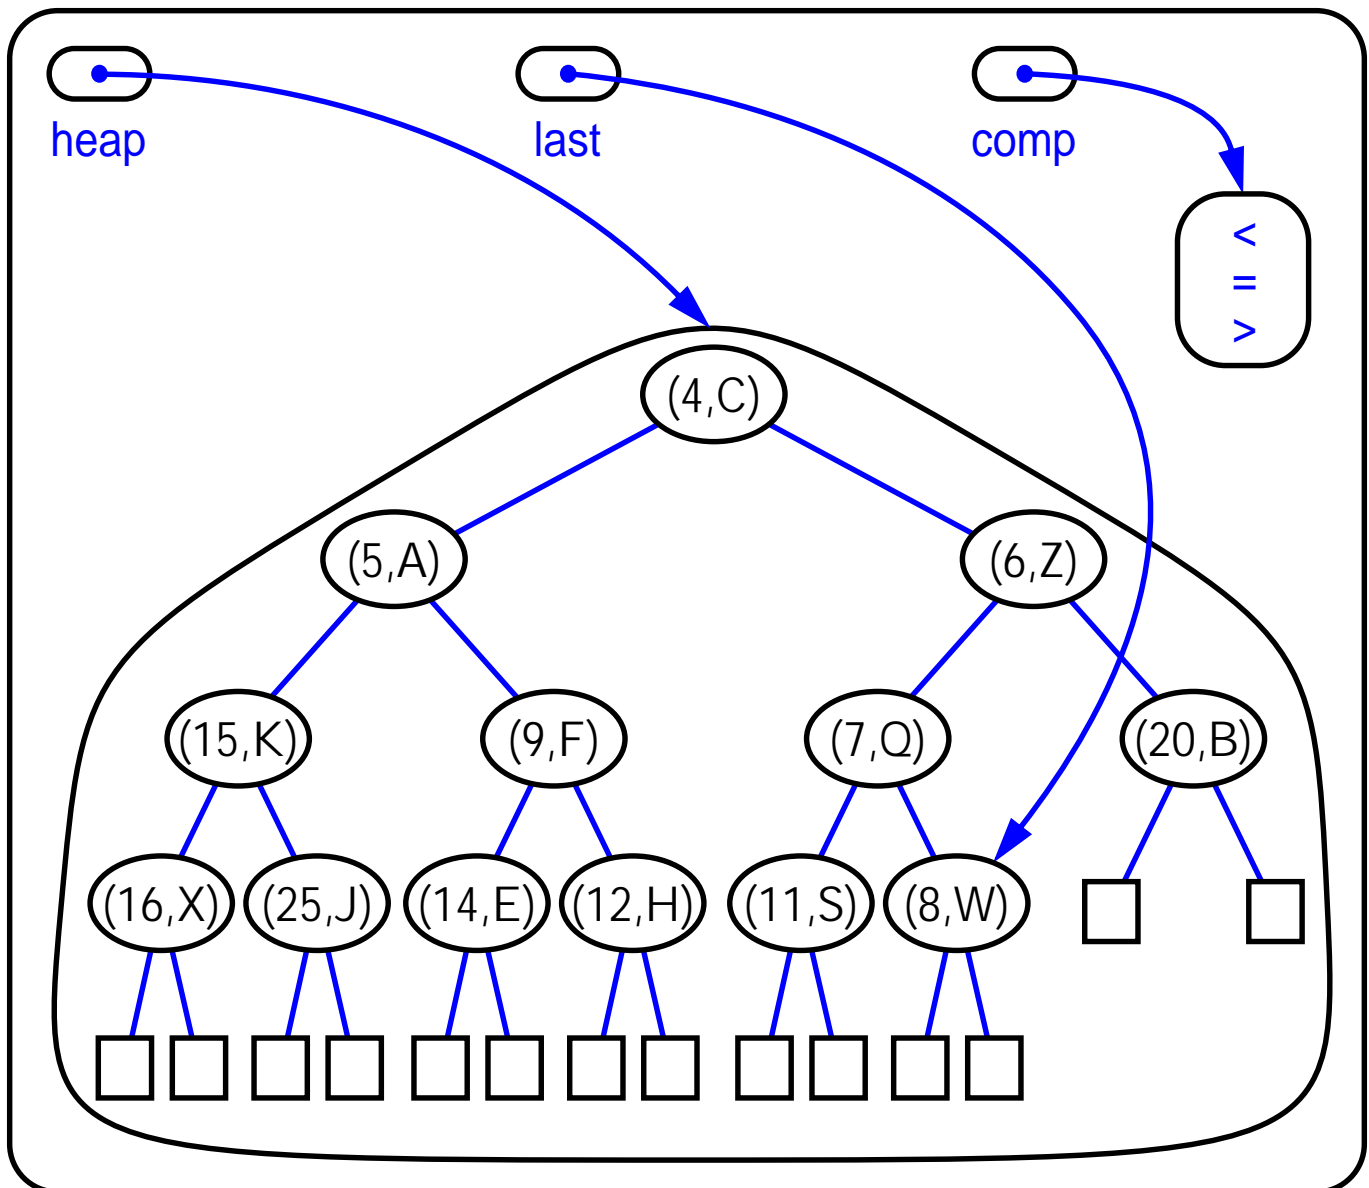 heap last comp
<
=
>
(4,C)
(5,A) (6,Z)
(15,K) (9,F) (7,Q) (20,B)
(16,X) (25,J) (14,E) (12,H) (11,S) (8,W)